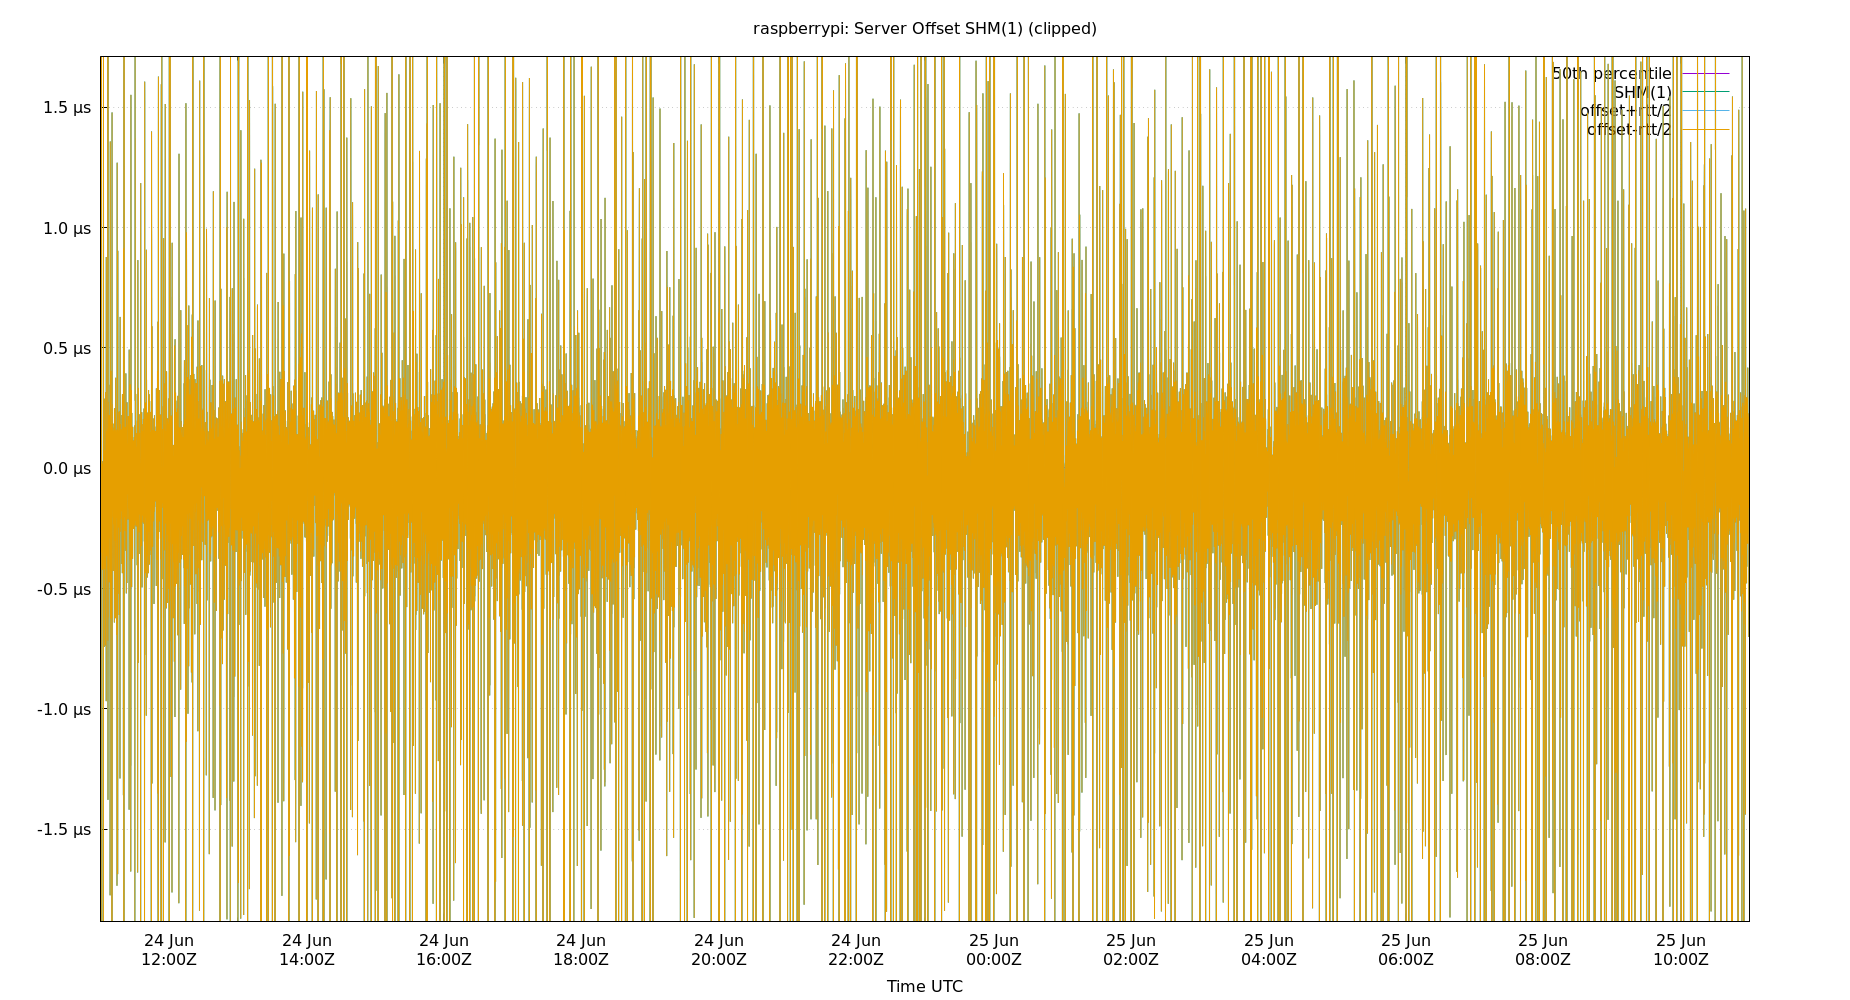 raspberrypi: Server Offset SHM(1) (clipped)
50th percentile
SHM(1)
offset+rtt/2
offset-rtt/2
1.5 µs
1.0 µs
0.5 µs
0.0 µs
-0.5 µs
-1.0 µs
-1.5 µs
24 Jun 24 Jun 24 Jun 24 Jun 24 Jun 24 Jun 25 Jun 25 Jun 25 Jun 25 Jun 25 Jun 25 Jun
12:00Z 14:00Z 16:00Z 18:00Z 20:00Z 22:00Z 00:00Z 02:00Z 04:00Z 06:00Z 08:00Z 10:00Z
Time UTC